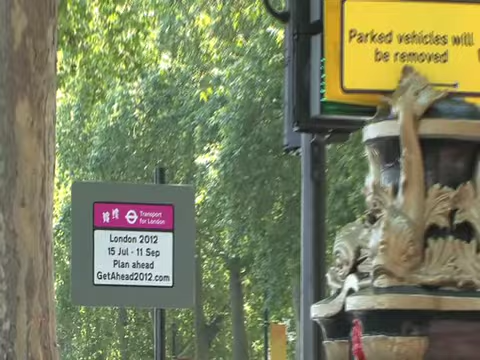 Parked vehicles will
be removed
Transport
for London
London 2012
15 Jul - 11 Sep
Plan ahead
GetAhead2012.com